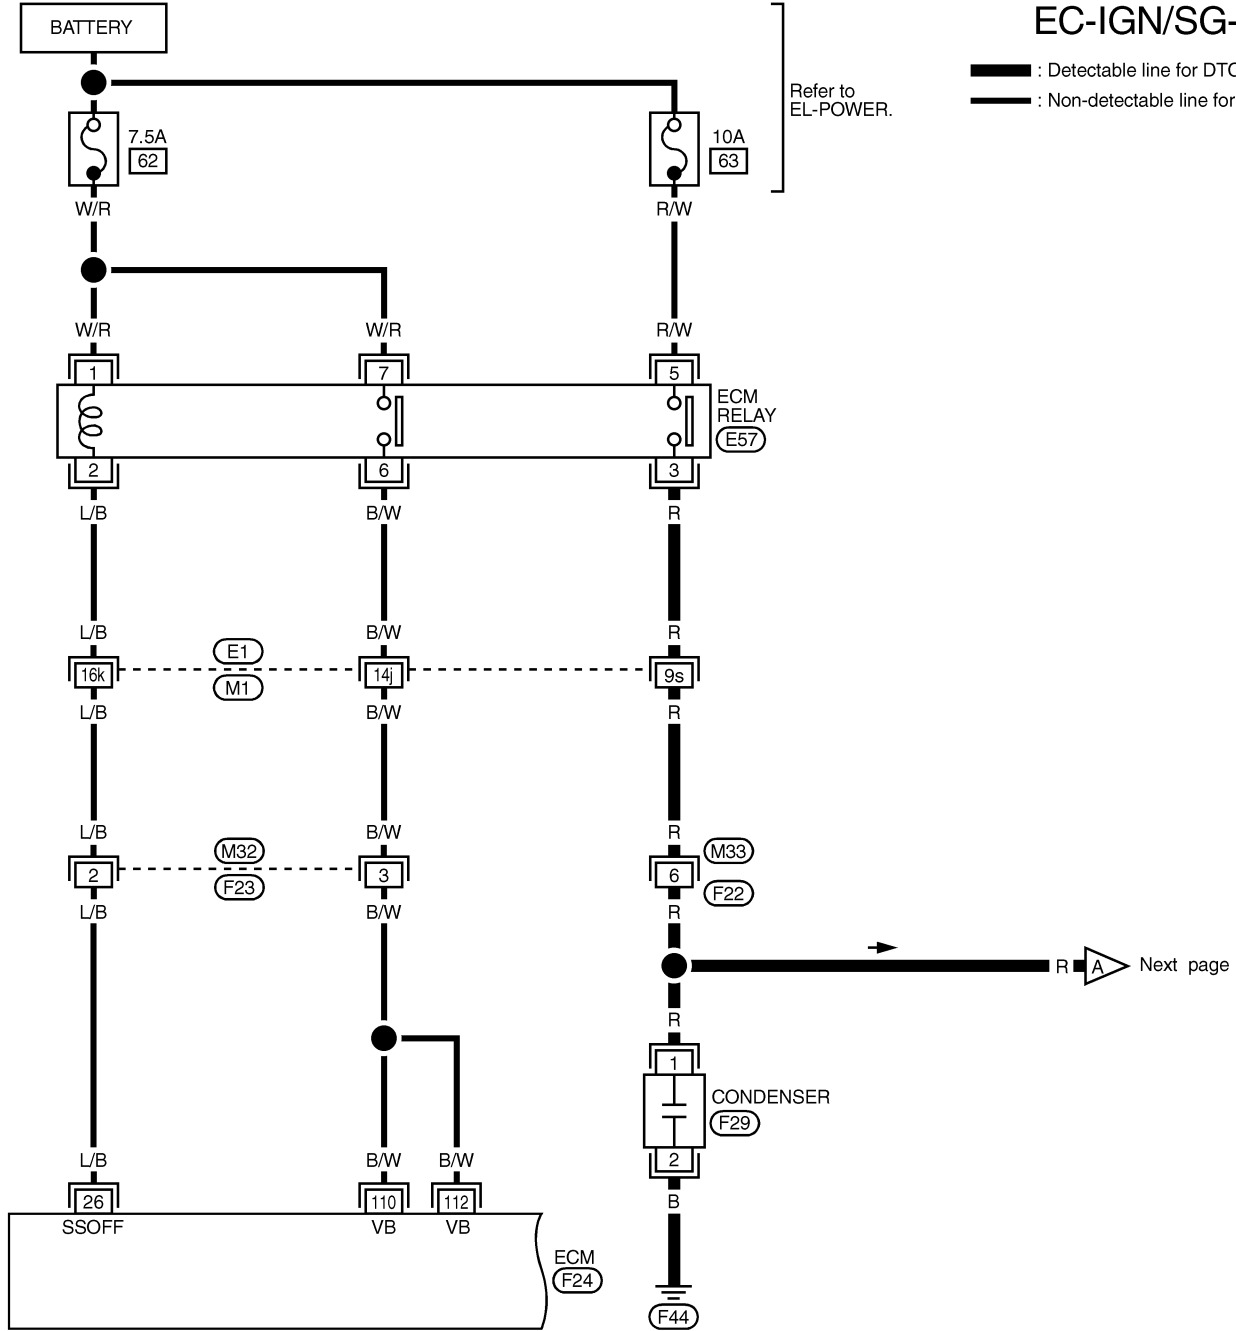 BATTERY
EC-IGN/SG-
: Detectable line for DTC
: Non-detectable line for
Refer to
EL-POWER.
7.5A
62
10A
63
W/R
R/W
W/R
W/R
R/W
1
7
5
ECM
RELAY
E57
2
6
3
L/B
B/W
R
L/B
B/W
R
E1
16k
14j
9s
M1
L/B
B/W
R
L/B
B/W
R
M32
M33
2
3
6
F23
F22
L/B
B/W
R
R
A
Next page
R
1
CONDENSER
F29
2
L/B
B/W
B/W
26
110
112
B
SSOFF
VB
VB
ECM
F24
F44